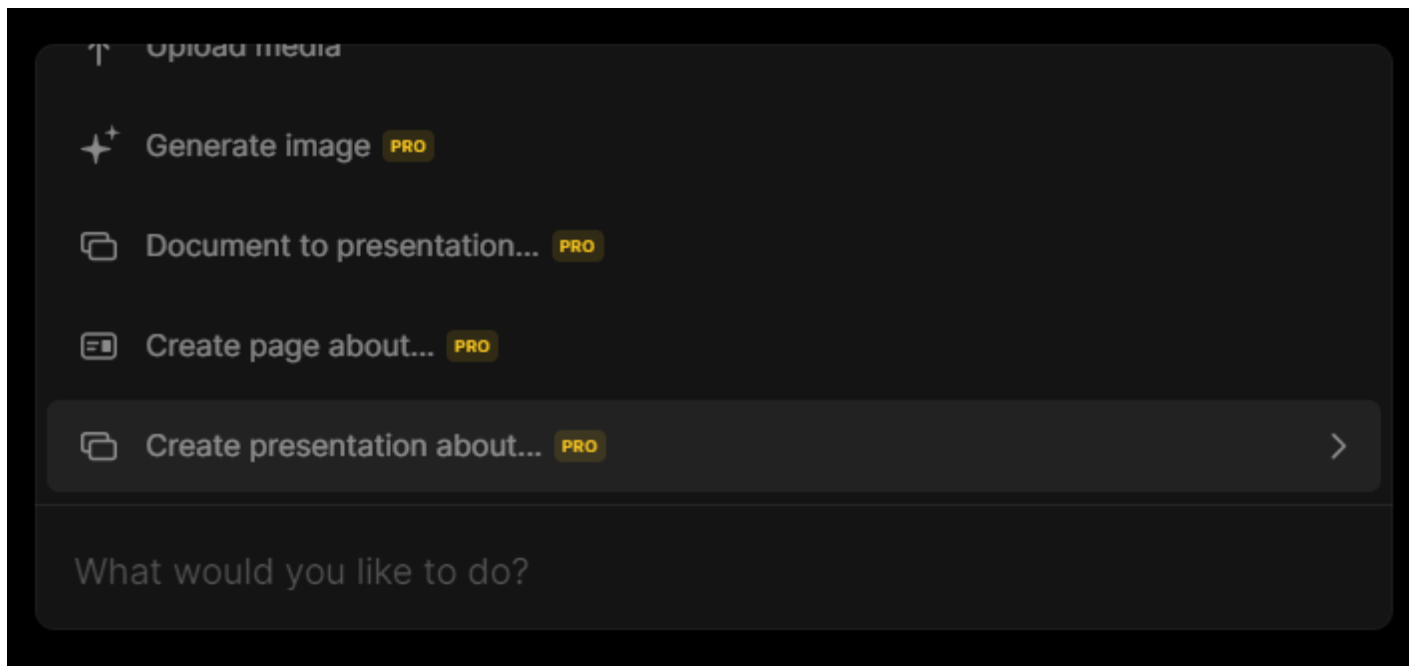 Upload media
Generate image PRO
Document to presentation... PRO
Create page about... PRO
Create presentation about... PRO
What would you like to do?